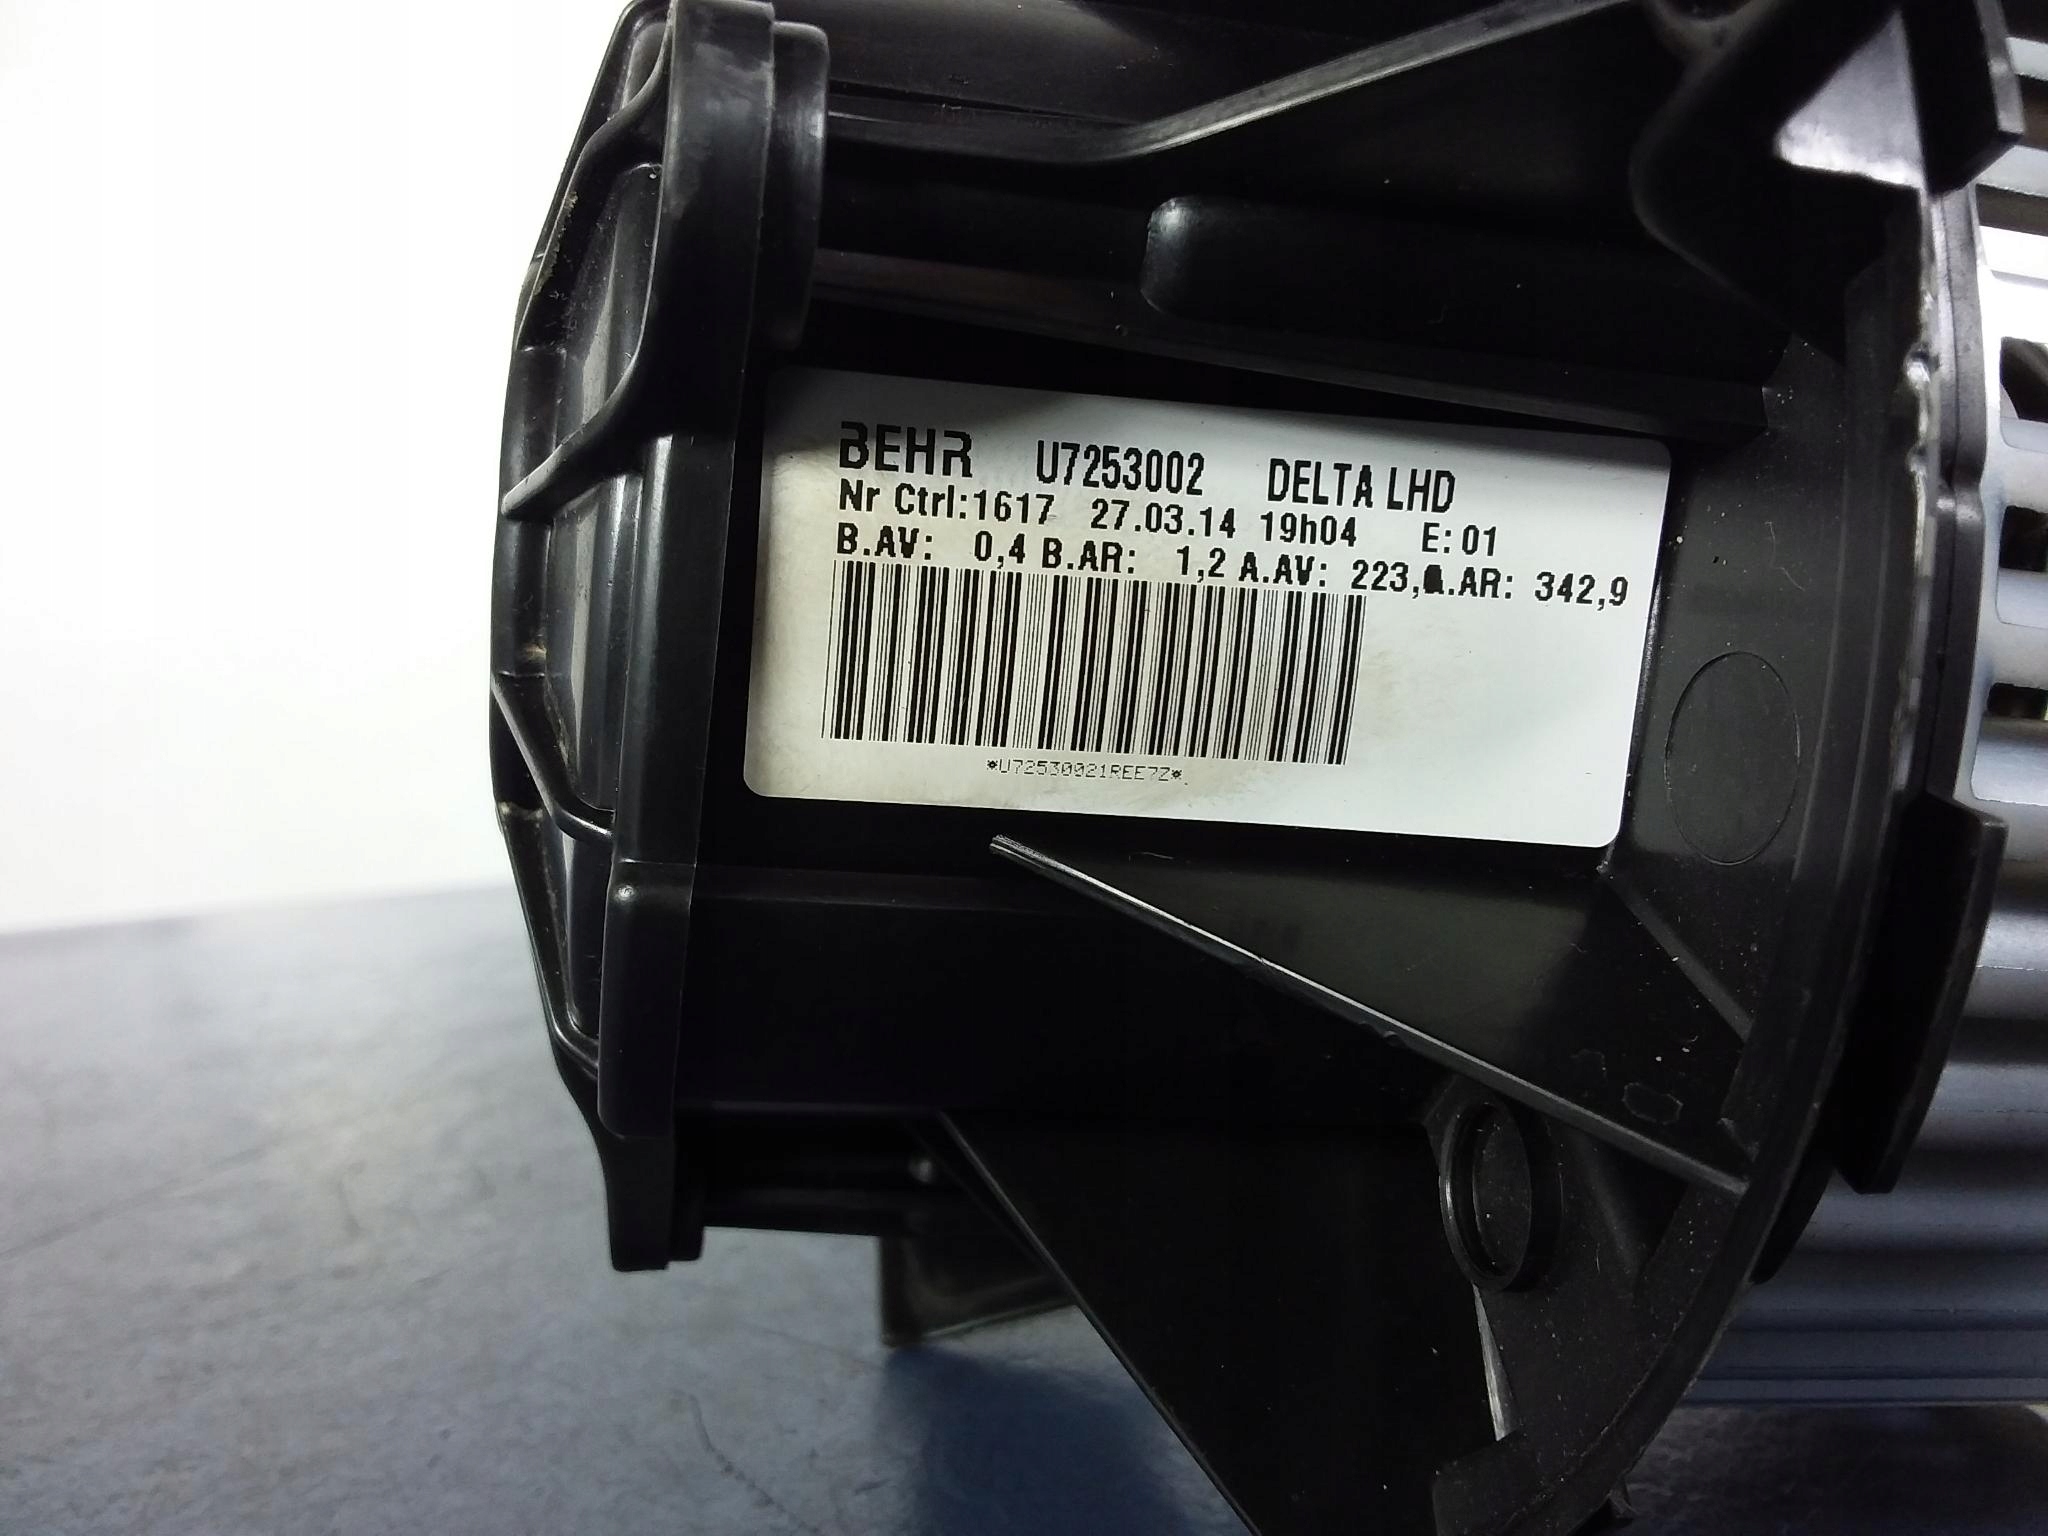 BEHR U7253002 DELTA LHD
Nr Ctrl:1617 27.03.14 19h04 E: 01
B.AV: 0,4 B.AR: 1,2 A.AV: 223, .AR: 342,9
*U72530021REE7Z*